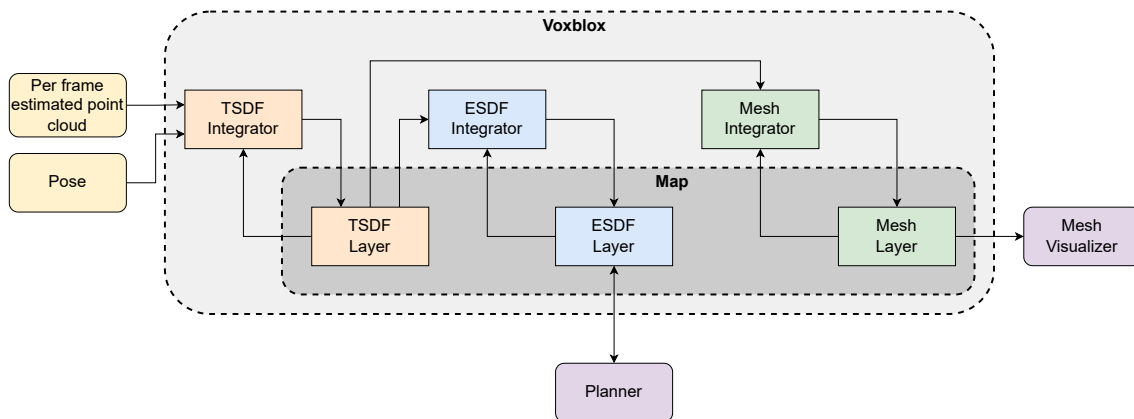 Voxblox
Per frame
estimated point
cloud
Pose
TSDF
Integrator
ESDF
Integrator
Mesh
Integrator
Map
TSDF
Layer
ESDF
Layer
Mesh
Layer
Mesh
Visualizer
Planner